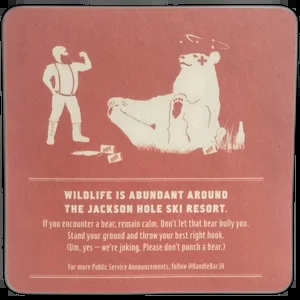 WILDLIFE IS ABUNDANT AROUND
THE JACKSON HOLE SKI RESORT.
If you encounter a bear, remain calm. Don't let that bear bully you.
Stand your ground and throw your best right hook.
(Um, yes – we're joking. Please don't punch a bear.)
For more Public Service Announcements, follow @HandleBarJH